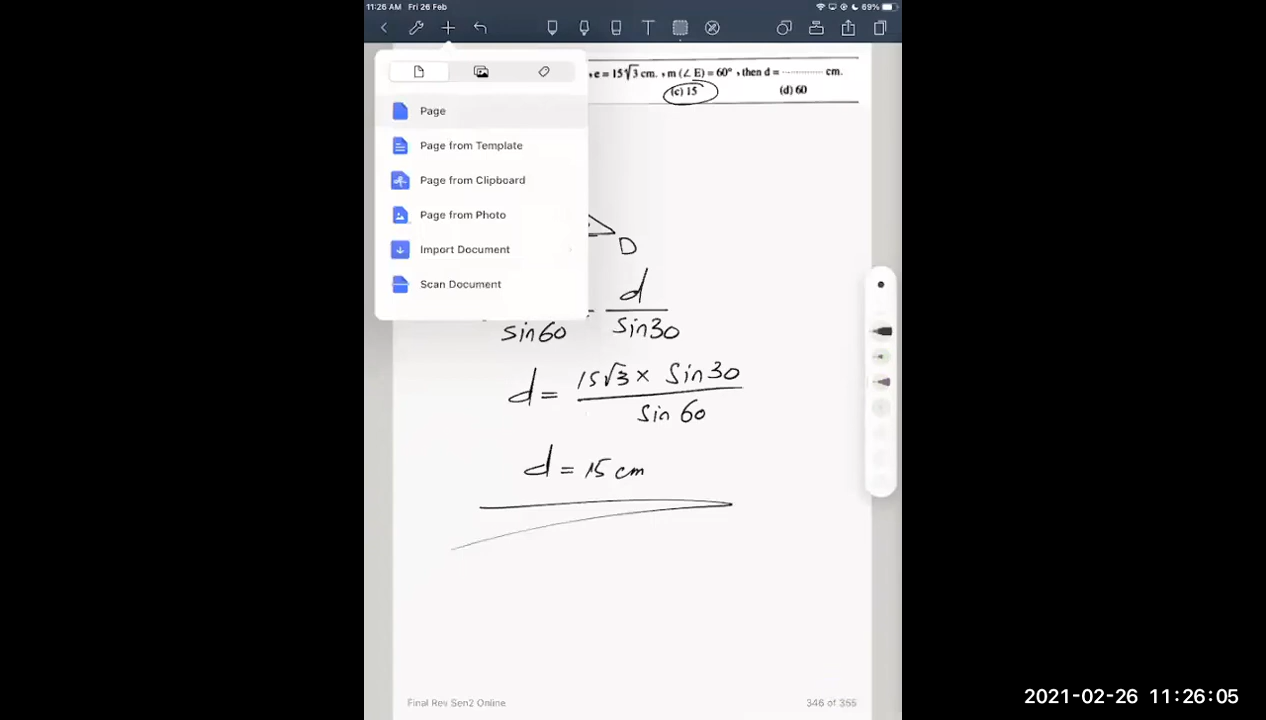 11:26 AM Fri 26 Feb 69%
T
, e = 15√3 cm. , m (∠ E) = 60° , then d = ············ cm.
(c) 15 (d) 60
Page
Page from Template
Page from Clipboard
Page from Photo
Import Document
Scan Document
D
= d
sin60 sin30
d = 15√3 × Sin 30
sin 60
d = 15 cm
Final Rev Sen2 Online 346 of 355
2021-02-26 11:26:05